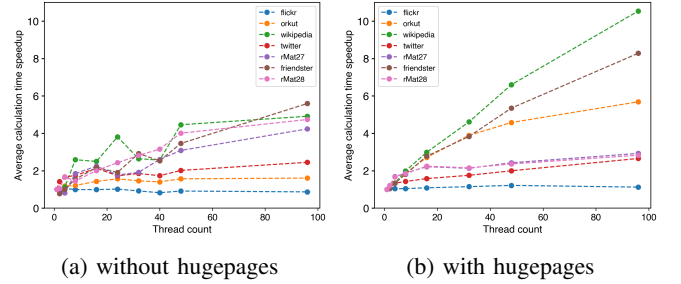 Average calculation time speedup
10
8
6
4
2
0
0 20 40 60 80 100
Thread count
flickr
orkut
wikipedia
twitter
rMat27
friendster
rMat28
(a) without hugepages
Average calculation time speedup
10
8
6
4
2
0
0 20 40 60 80 100
Thread count
flickr
orkut
wikipedia
twitter
rMat27
friendster
rMat28
(b) with hugepages